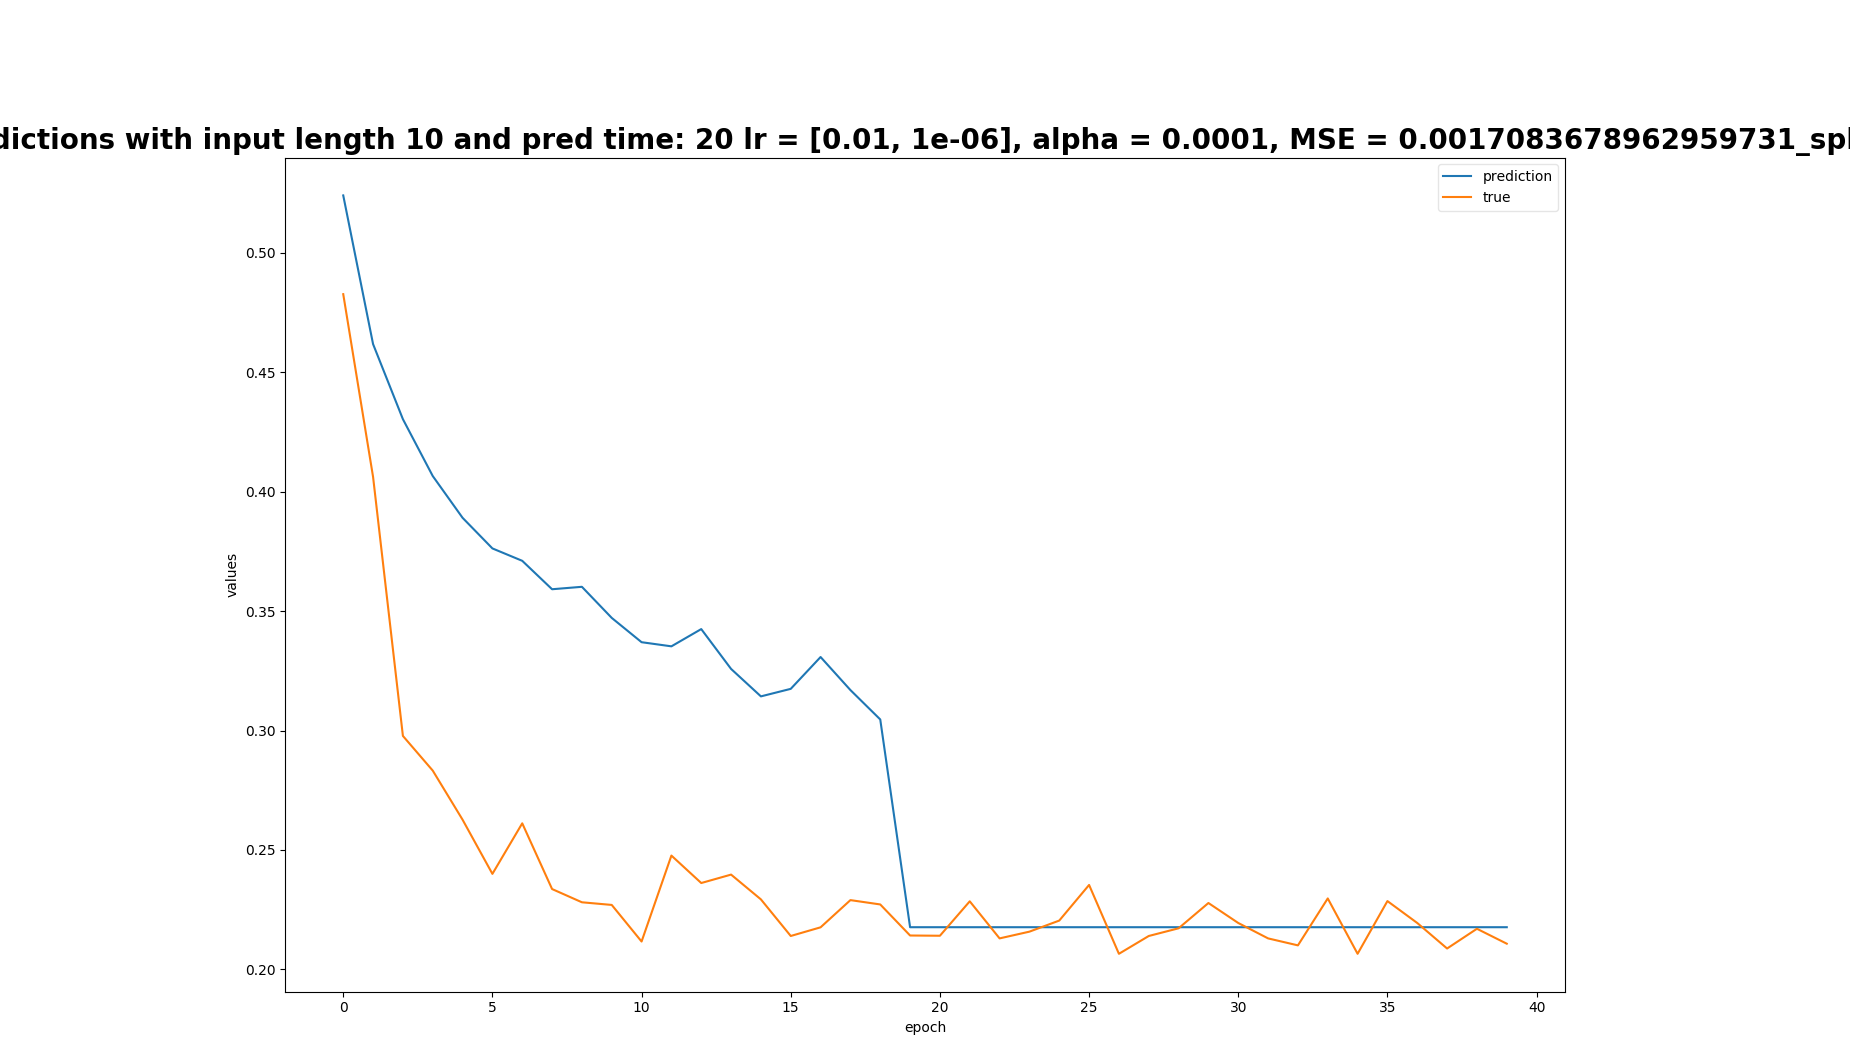 dictions with input length 10 and pred time: 20 lr = [0.01, 1e-06], alpha = 0.0001, MSE = 0.0017083678962959731_spl
prediction
true
0.50
0.45
0.40
0.35
0.30
0.25
0.20
values
0 5 10 15 20 25 30 35 40
epoch